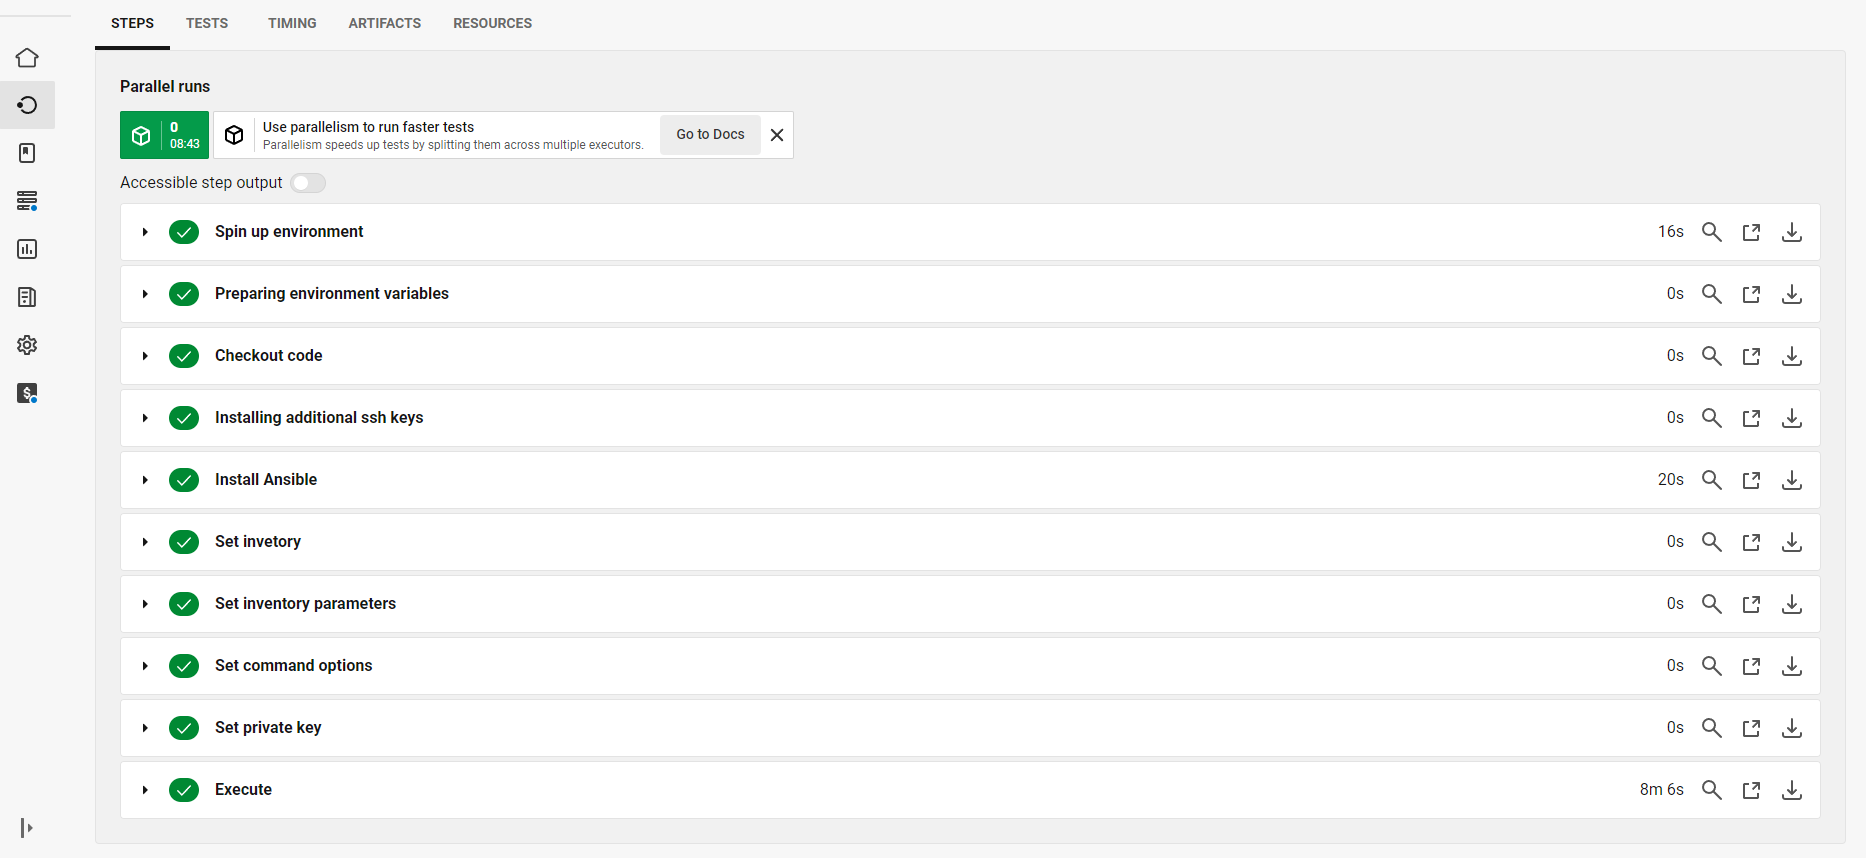 STEPS TESTS TIMING ARTIFACTS RESOURCES
Parallel runs
0
08:43
Use parallelism to run faster tests
Parallelism speeds up tests by splitting them across multiple executors.
Go to Docs
Accessible step output
Spin up environment 16s
Preparing environment variables 0s
Checkout code 0s
Installing additional ssh keys 0s
Install Ansible 20s
Set invetory 0s
Set inventory parameters 0s
Set command options 0s
Set private key 0s
Execute 8m 6s